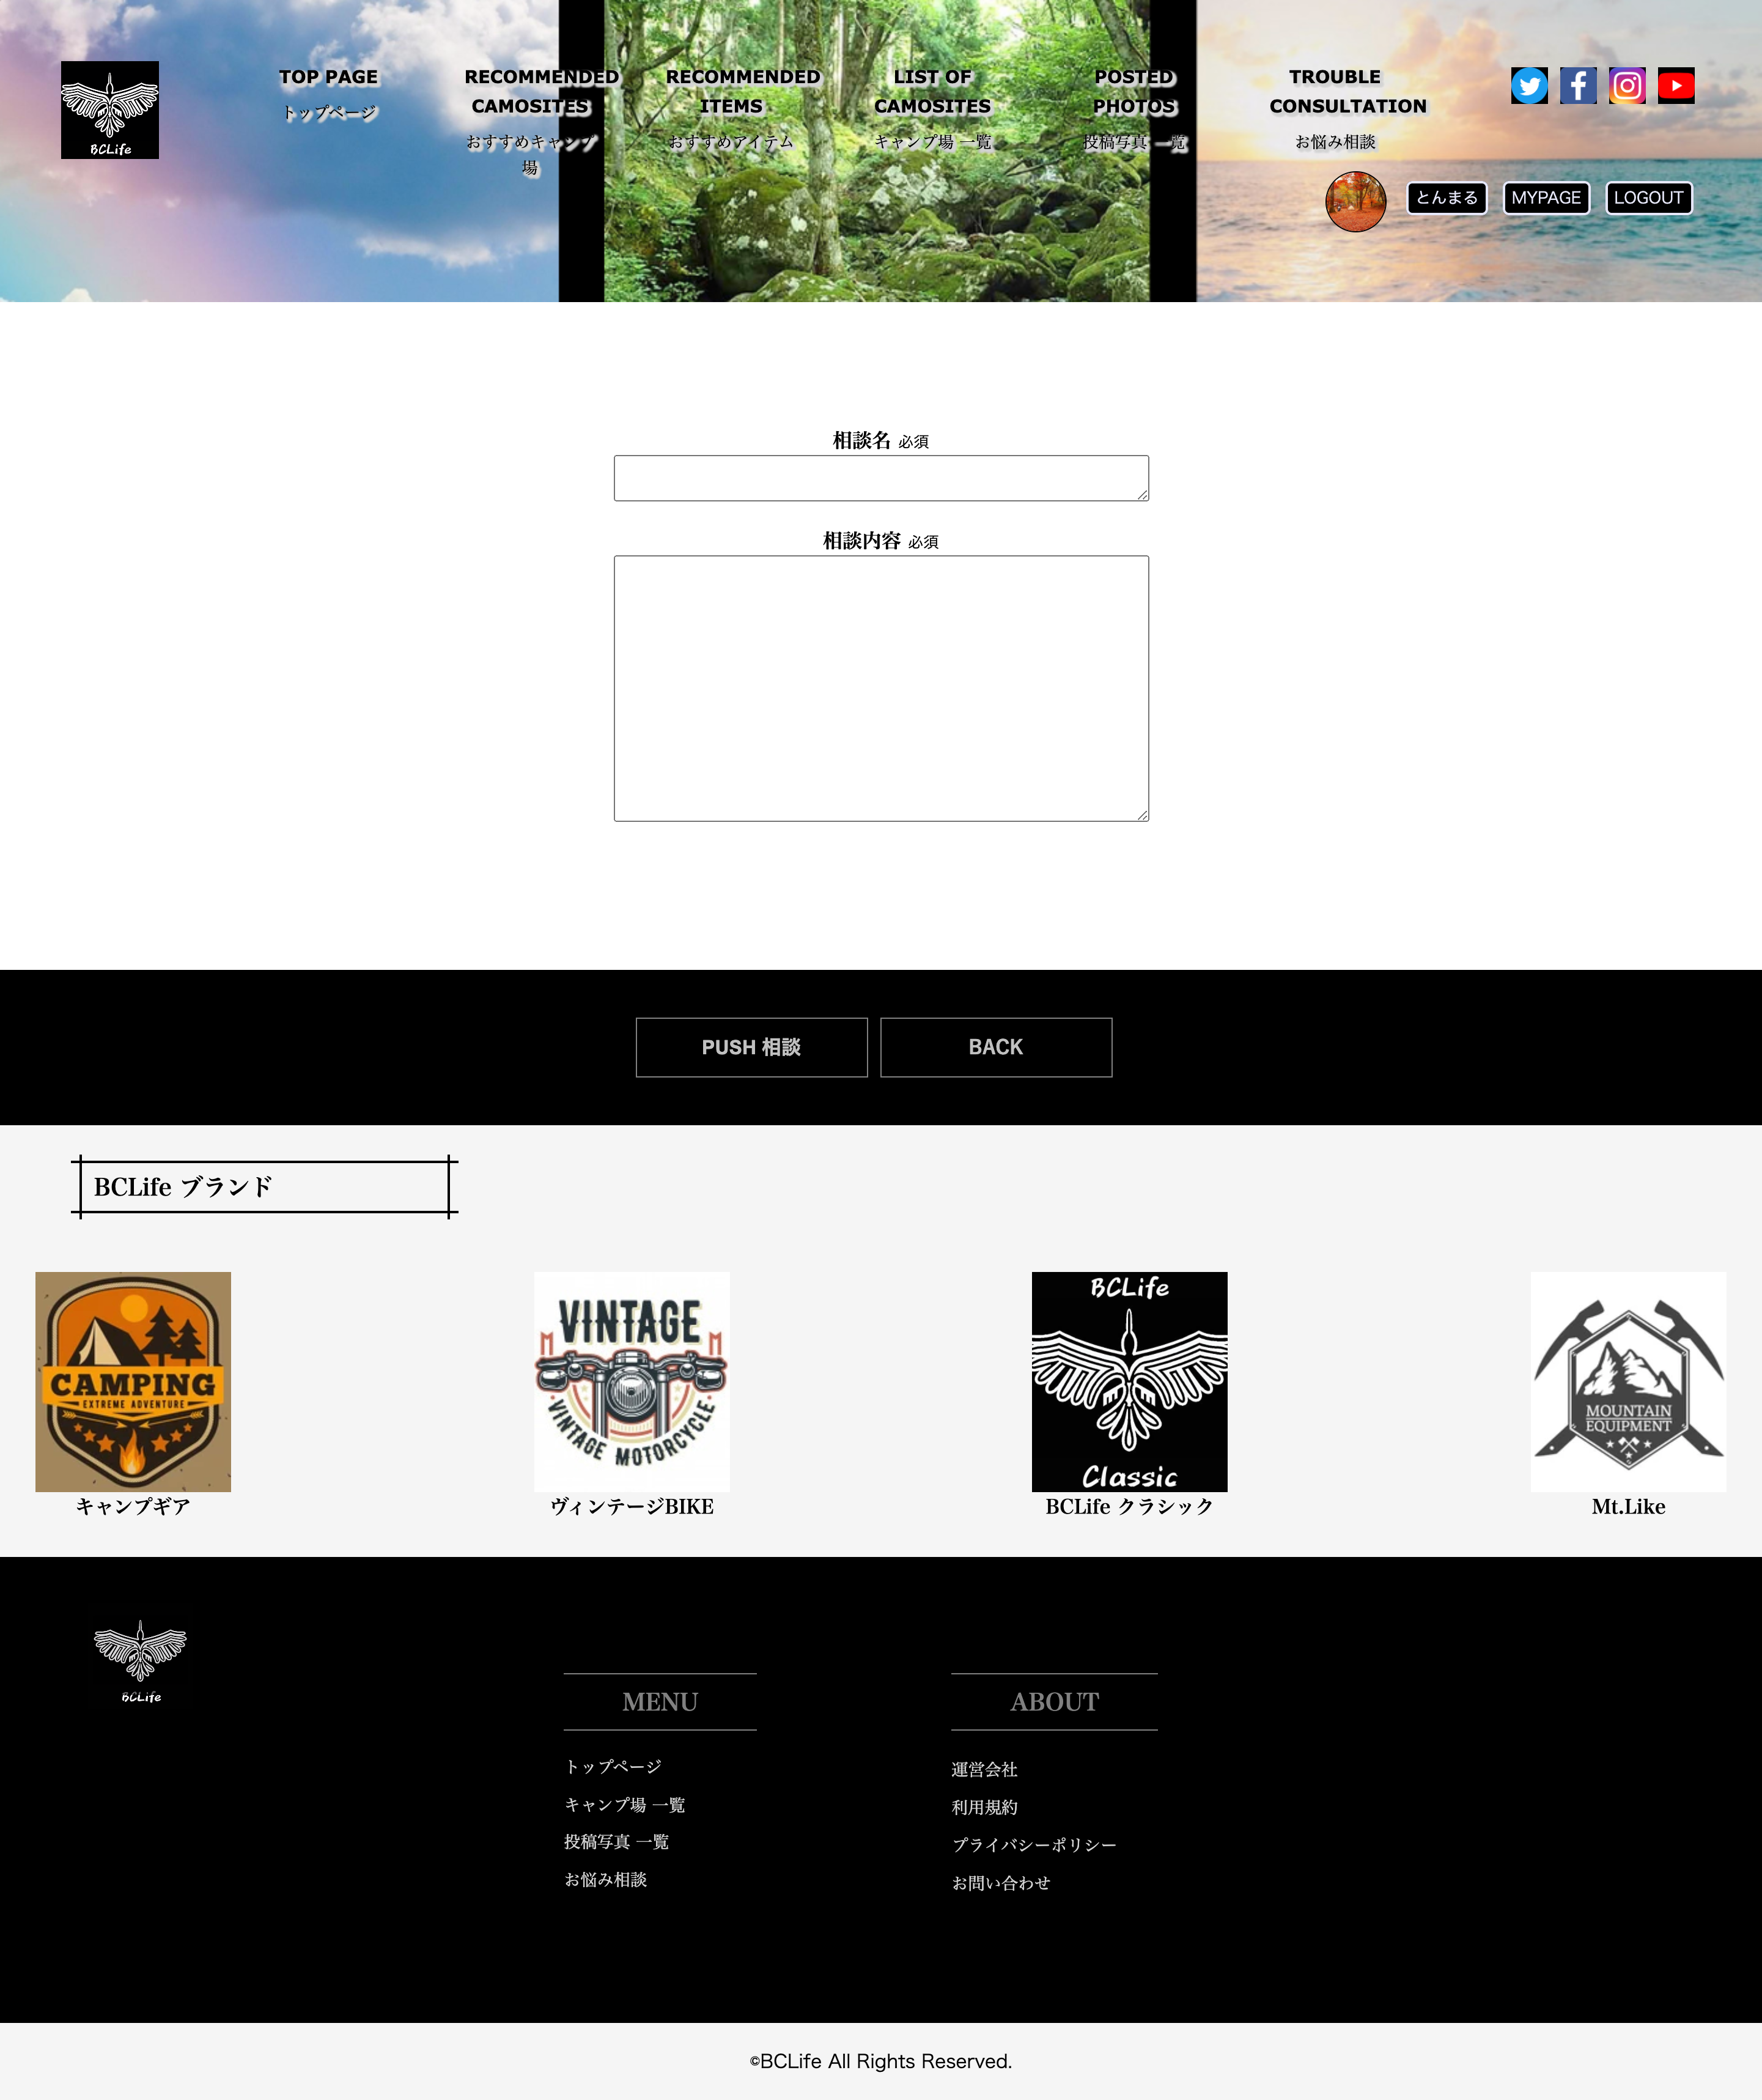 BCLife
TOP PAGE
トップページ
RECOMMENDED
CAMOSITES
おすすめキャンプ
場
RECOMMENDED
ITEMS
おすすめアイテム
LIST OF
CAMOSITES
キャンプ場 一覧
POSTED
PHOTOS
投稿写真 一覧
TROUBLE
CONSULTATION
お悩み相談
とんまる
MYPAGE
LOGOUT
相談名 必須
相談内容 必須
PUSH 相談
BACK
BCLife ブランド
CAMPING
EXTREME ADVENTURE
キャンプギア
VINTAGE
VINTAGE MOTORCYCLE
ヴィンテージBIKE
BCLife
Classic
BCLife クラシック
MOUNTAIN
EQUIPMENT
Mt.Like
BCLife
MENU
トップページ
キャンプ場 一覧
投稿写真 一覧
お悩み相談
ABOUT
運営会社
利用規約
プライバシーポリシー
お問い合わせ
©BCLife All Rights Reserved.